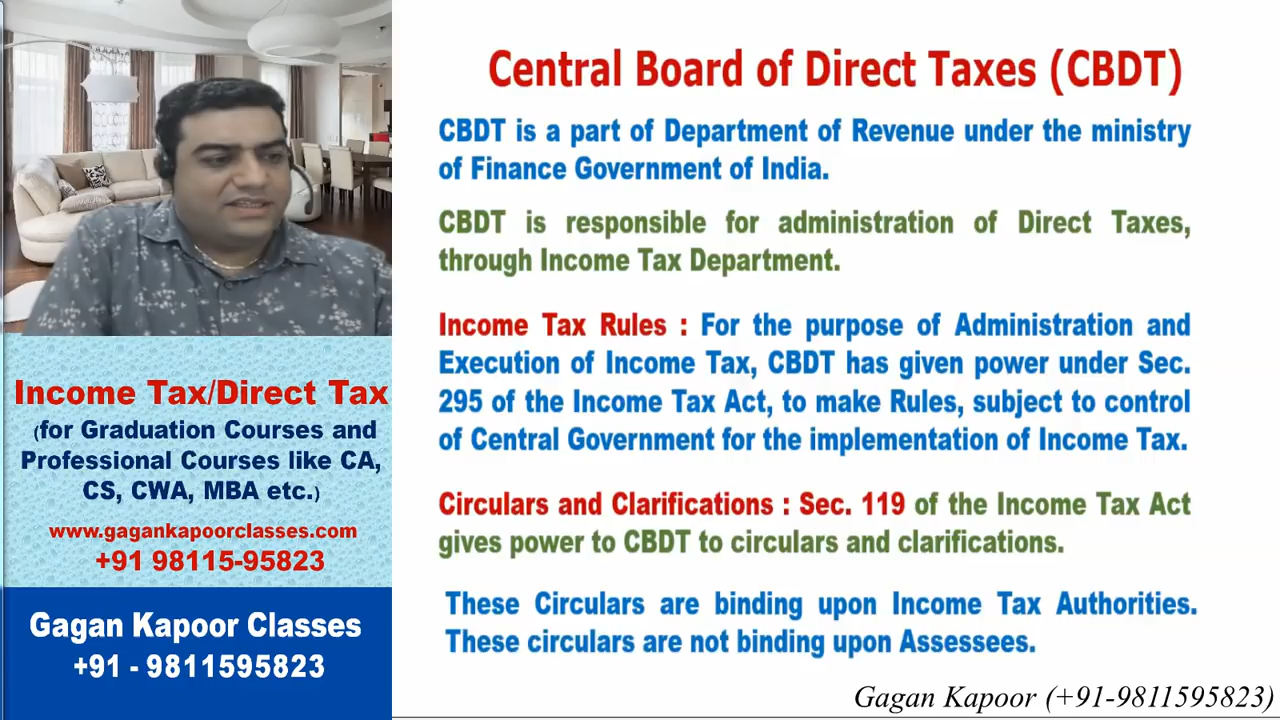 Central Board of Direct Taxes (CBDT)
CBDT is a part of Department of Revenue under the ministry
of Finance Government of India.
CBDT is responsible for administration of Direct Taxes,
through Income Tax Department.
Income Tax Rules : For the purpose of Administration and
Execution of Income Tax, CBDT has given power under Sec.
295 of the Income Tax Act, to make Rules, subject to control
of Central Government for the implementation of Income Tax.
Circulars and Clarifications : Sec. 119 of the Income Tax Act
gives power to CBDT to circulars and clarifications.
These Circulars are binding upon Income Tax Authorities.
These circulars are not binding upon Assessees.
Gagan Kapoor (+91-9811595823)
Income Tax/Direct Tax
(for Graduation Courses and
Professional Courses like CA,
CS, CWA, MBA etc.)
www.gagankapoorclasses.com
+91 98115-95823
Gagan Kapoor Classes
+91 - 9811595823